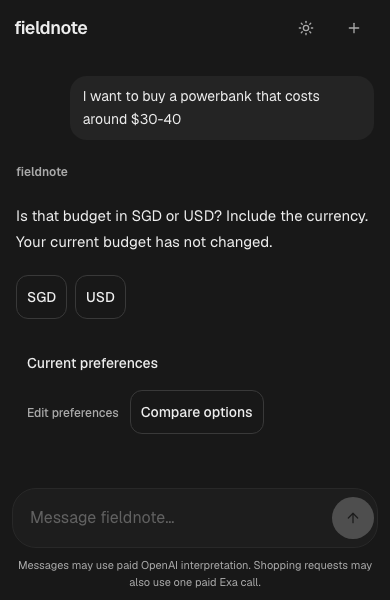 fieldnote
I want to buy a powerbank that costs
around $30-40
fieldnote
Is that budget in SGD or USD? Include the currency.
Your current budget has not changed.
SGD USD
Current preferences
Edit preferences Compare options
Message fieldnote...
Messages may use paid OpenAI interpretation. Shopping requests may
also use one paid Exa call.